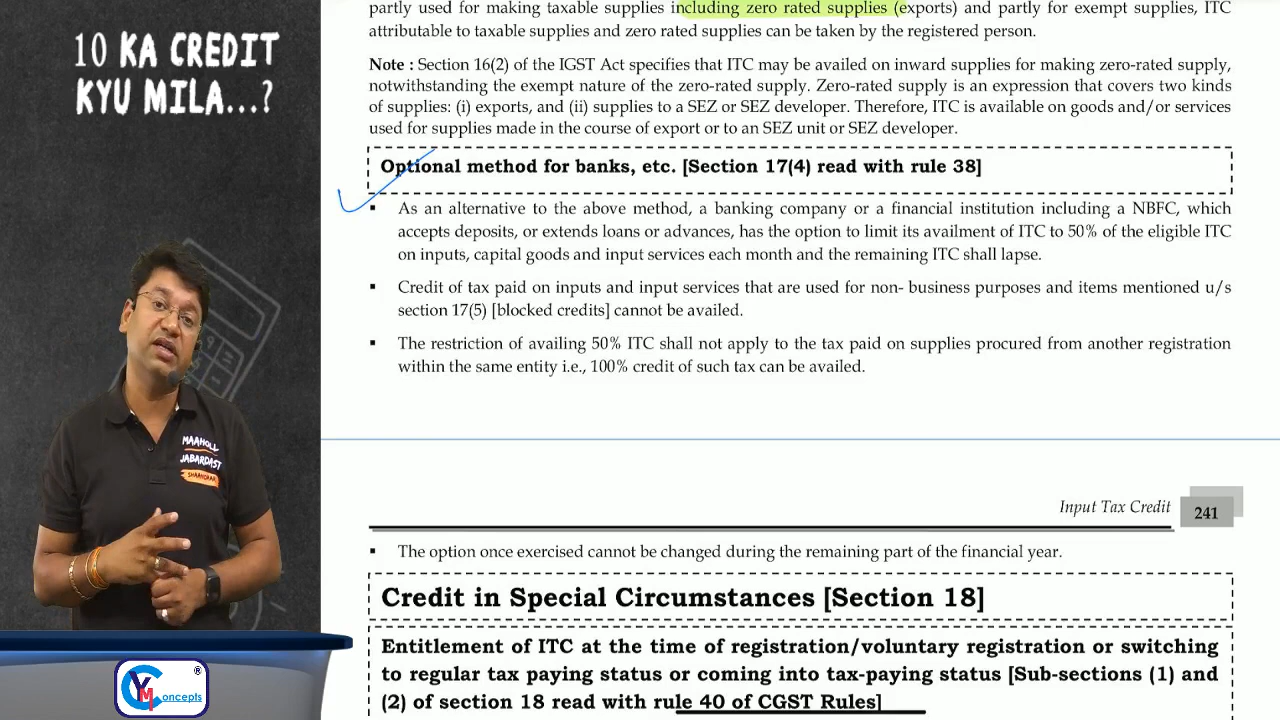 10 KA CREDIT
KYU MILA...?
partly used for making taxable supplies including zero rated supplies (exports) and partly for exempt supplies, ITC
attributable to taxable supplies and zero rated supplies can be taken by the registered person.
Note : Section 16(2) of the IGST Act specifies that ITC may be availed on inward supplies for making zero-rated supply,
notwithstanding the exempt nature of the zero-rated supply. Zero-rated supply is an expression that covers two kinds
of supplies: (i) exports, and (ii) supplies to a SEZ or SEZ developer. Therefore, ITC is available on goods and/or services
used for supplies made in the course of export or to an SEZ unit or SEZ developer.
Optional method for banks, etc. [Section 17(4) read with rule 38]
▪ As an alternative to the above method, a banking company or a financial institution including a NBFC, which
accepts deposits, or extends loans or advances, has the option to limit its availment of ITC to 50% of the eligible ITC
on inputs, capital goods and input services each month and the remaining ITC shall lapse.
▪ Credit of tax paid on inputs and input services that are used for non- business purposes and items mentioned u/s
section 17(5) [blocked credits] cannot be availed.
▪ The restriction of availing 50% ITC shall not apply to the tax paid on supplies procured from another registration
within the same entity i.e., 100% credit of such tax can be availed.
Input Tax Credit 241
▪ The option once exercised cannot be changed during the remaining part of the financial year.
Credit in Special Circumstances [Section 18]
Entitlement of ITC at the time of registration/voluntary registration or switching
to regular tax paying status or coming into tax-paying status [Sub-sections (1) and
(2) of section 18 read with rule 40 of CGST Rules]
MAAHOLL
JABARDAST
SHAANDAAR
CYM oncepts ®